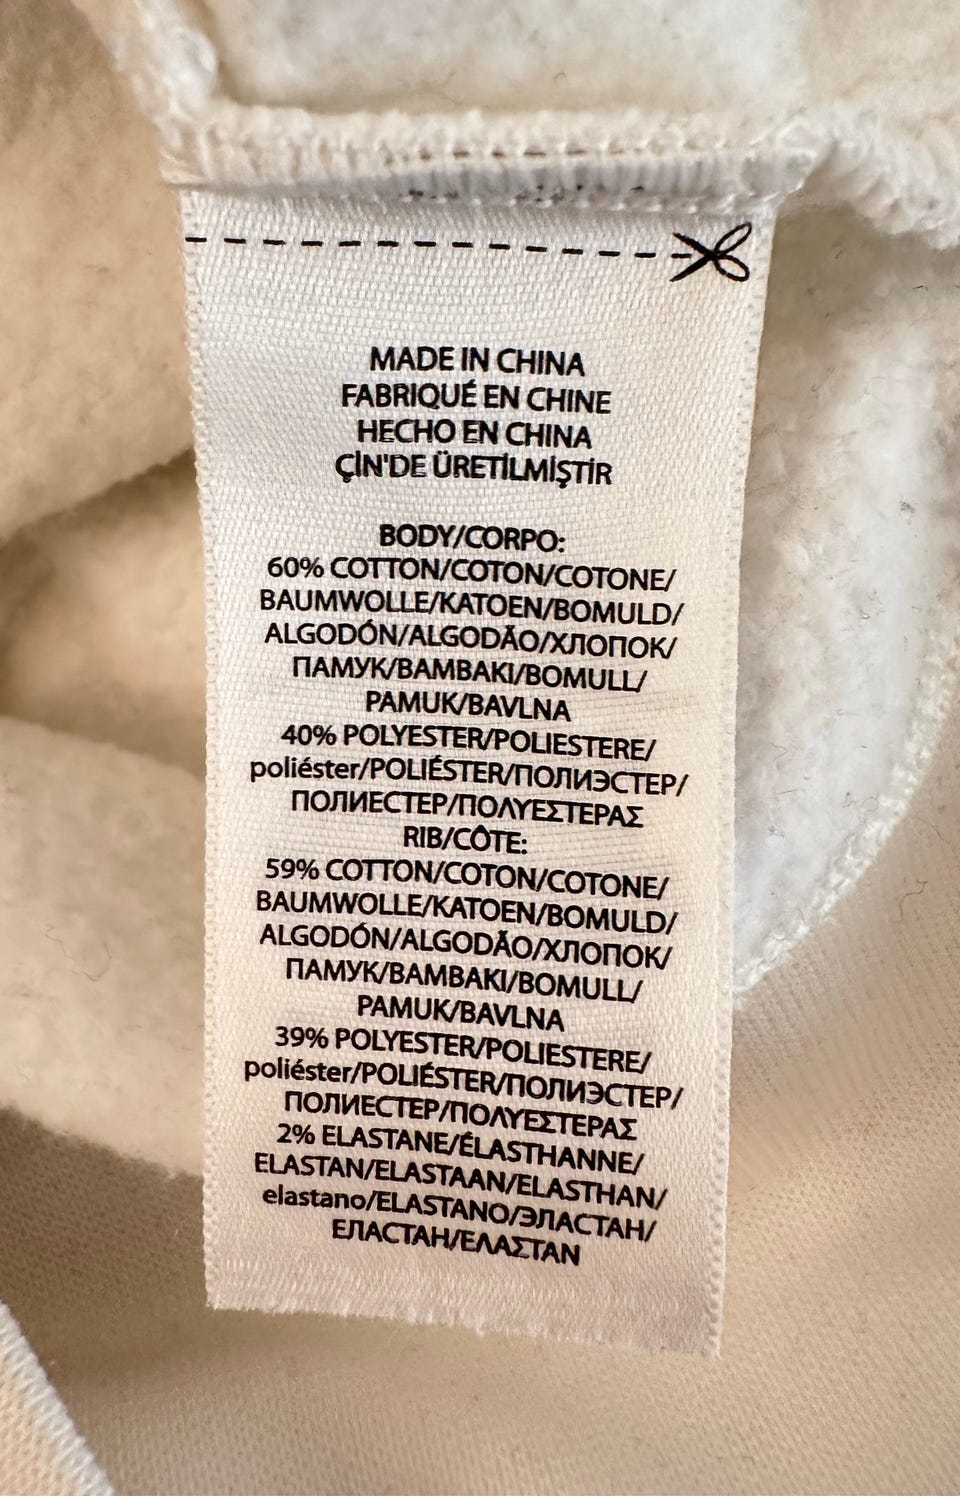 MADE IN CHINA
FABRIQUÉ EN CHINE
HECHO EN CHINA
ÇİN'DE ÜRETİLMİŞTİR
BODY/CORPO:
60% COTTON/COTON/COTONE/
BAUMWOLLE/KATOEN/BOMULD/
ALGODÓN/ALGODÃO/ХЛОПОК/
ПАМУК/BAMBAKI/BOMULL/
PAMUK/BAVLNA
40% POLYESTER/POLIESTERE/
poliéster/POLIÉSTER/ПОЛИЭСТЕР/
ПОЛИЕСТЕР/ΠΟΛΥΕΣΤΕΡΑΣ
RIB/CÔTE:
59% COTTON/COTON/COTONE/
BAUMWOLLE/KATOEN/BOMULD/
ALGODÓN/ALGODÃO/ХЛОПОК/
ПАМУК/BAMBAKI/BOMULL/
PAMUK/BAVLNA
39% POLYESTER/POLIESTERE/
poliéster/POLIÉSTER/ПОЛИЭСТЕР/
ПОЛИЕСТЕР/ΠΟΛΥΕΣΤΕΡΑΣ
2% ELASTANE/ÉLASTHANNE/
ELASTAN/ELASTAAN/ELASTHAN/
elastano/ELASTANO/ЭЛАСТАН/
ЕЛАСТАН/ΕΛΑΣΤΑΝ